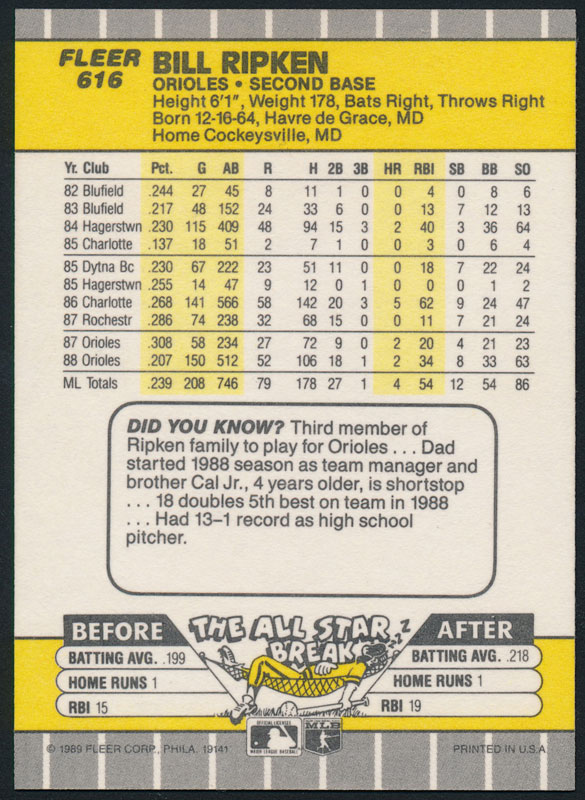 FLEER
616
BILL RIPKEN
ORIOLES • SECOND BASE
Height 6'1", Weight 178, Bats Right, Throws Right
Born 12-16-64, Havre de Grace, MD
Home Cockeysville, MD
Yr. Club Pct. G AB R H 2B 3B HR RBI SB BB SO
82 Blufield .244 27 45 8 11 1 0 0 4 0 8 6
83 Blufield .217 48 152 24 33 6 0 0 13 7 12 13
84 Hagerstwn .230 115 409 48 94 15 3 2 40 3 36 64
85 Charlotte .137 18 51 2 7 1 0 0 3 0 6 4
85 Dytna Bc .230 67 222 23 51 11 0 0 18 7 22 24
85 Hagerstwn .255 14 47 9 12 0 1 0 0 0 1 2
86 Charlotte .268 141 566 58 142 20 3 5 62 9 24 47
87 Rochestr .286 74 238 32 68 15 0 0 11 7 21 24
87 Orioles .308 58 234 27 72 9 0 2 20 4 21 23
88 Orioles .207 150 512 52 106 18 1 2 34 8 33 63
ML Totals .239 208 746 79 178 27 1 4 54 12 54 86
DID YOU KNOW? Third member of
Ripken family to play for Orioles . . . Dad
started 1988 season as team manager and
brother Cal Jr., 4 years older, is shortstop
. . . 18 doubles 5th best on team in 1988
. . . Had 13–1 record as high school
pitcher.
BEFORE
THE ALL STAR BREAK
ZZZ
AFTER
BATTING AVG. .199
BATTING AVG. .218
HOME RUNS 1
HOME RUNS 1
RBI 15
RBI 19
OFFICIAL LICENSEE
MAJOR LEAGUE BASEBALL
MLB
© 1989 FLEER CORP., PHILA. 19141
PRINTED IN U.S.A.